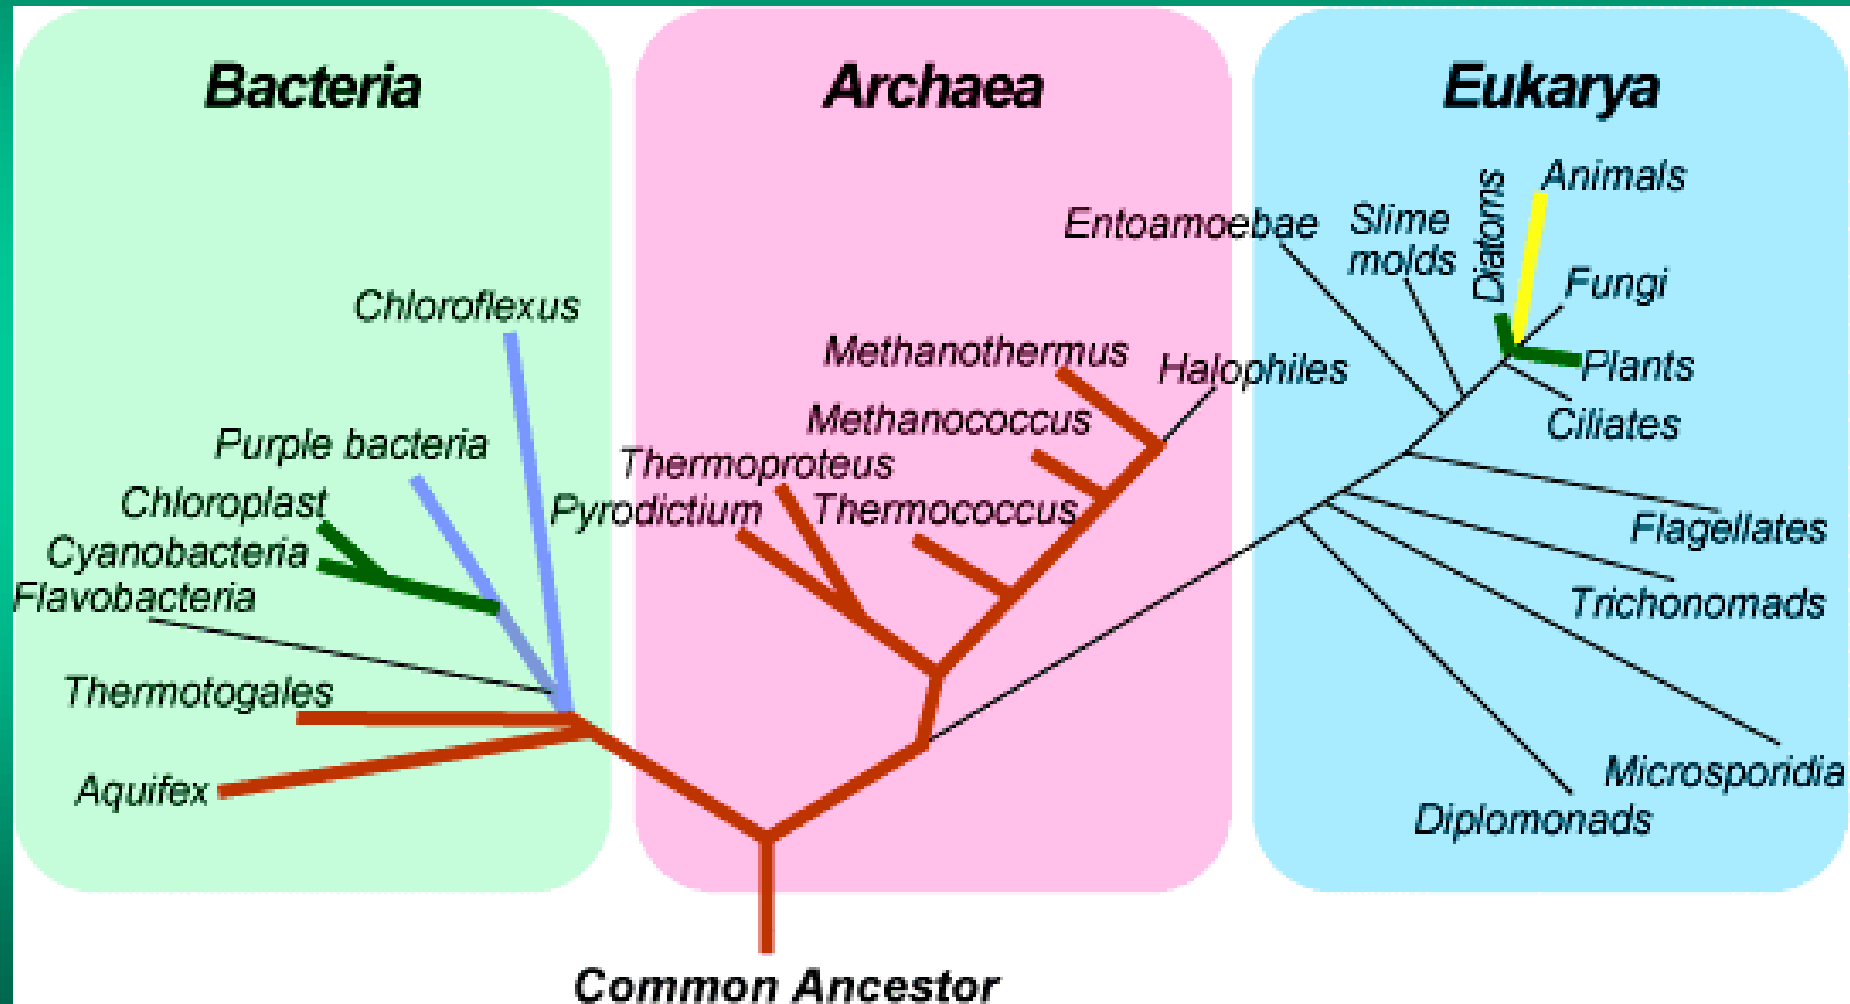 Bacteria
Archaea
Eukarya
Animals
Diatoms
Entoamoebae
Slime
molds
Fungi
Chloroflexus
Methanothermus
Halophiles
Plants
Methanococcus
Ciliates
Purple bacteria
Thermoproteus
Chloroplast
Pyrodictium
Thermococcus
Cyanobacteria
Flagellates
Flavobacteria
Trichonomads
Thermotogales
Aquifex
Microsporidia
Diplomonads
Common Ancestor